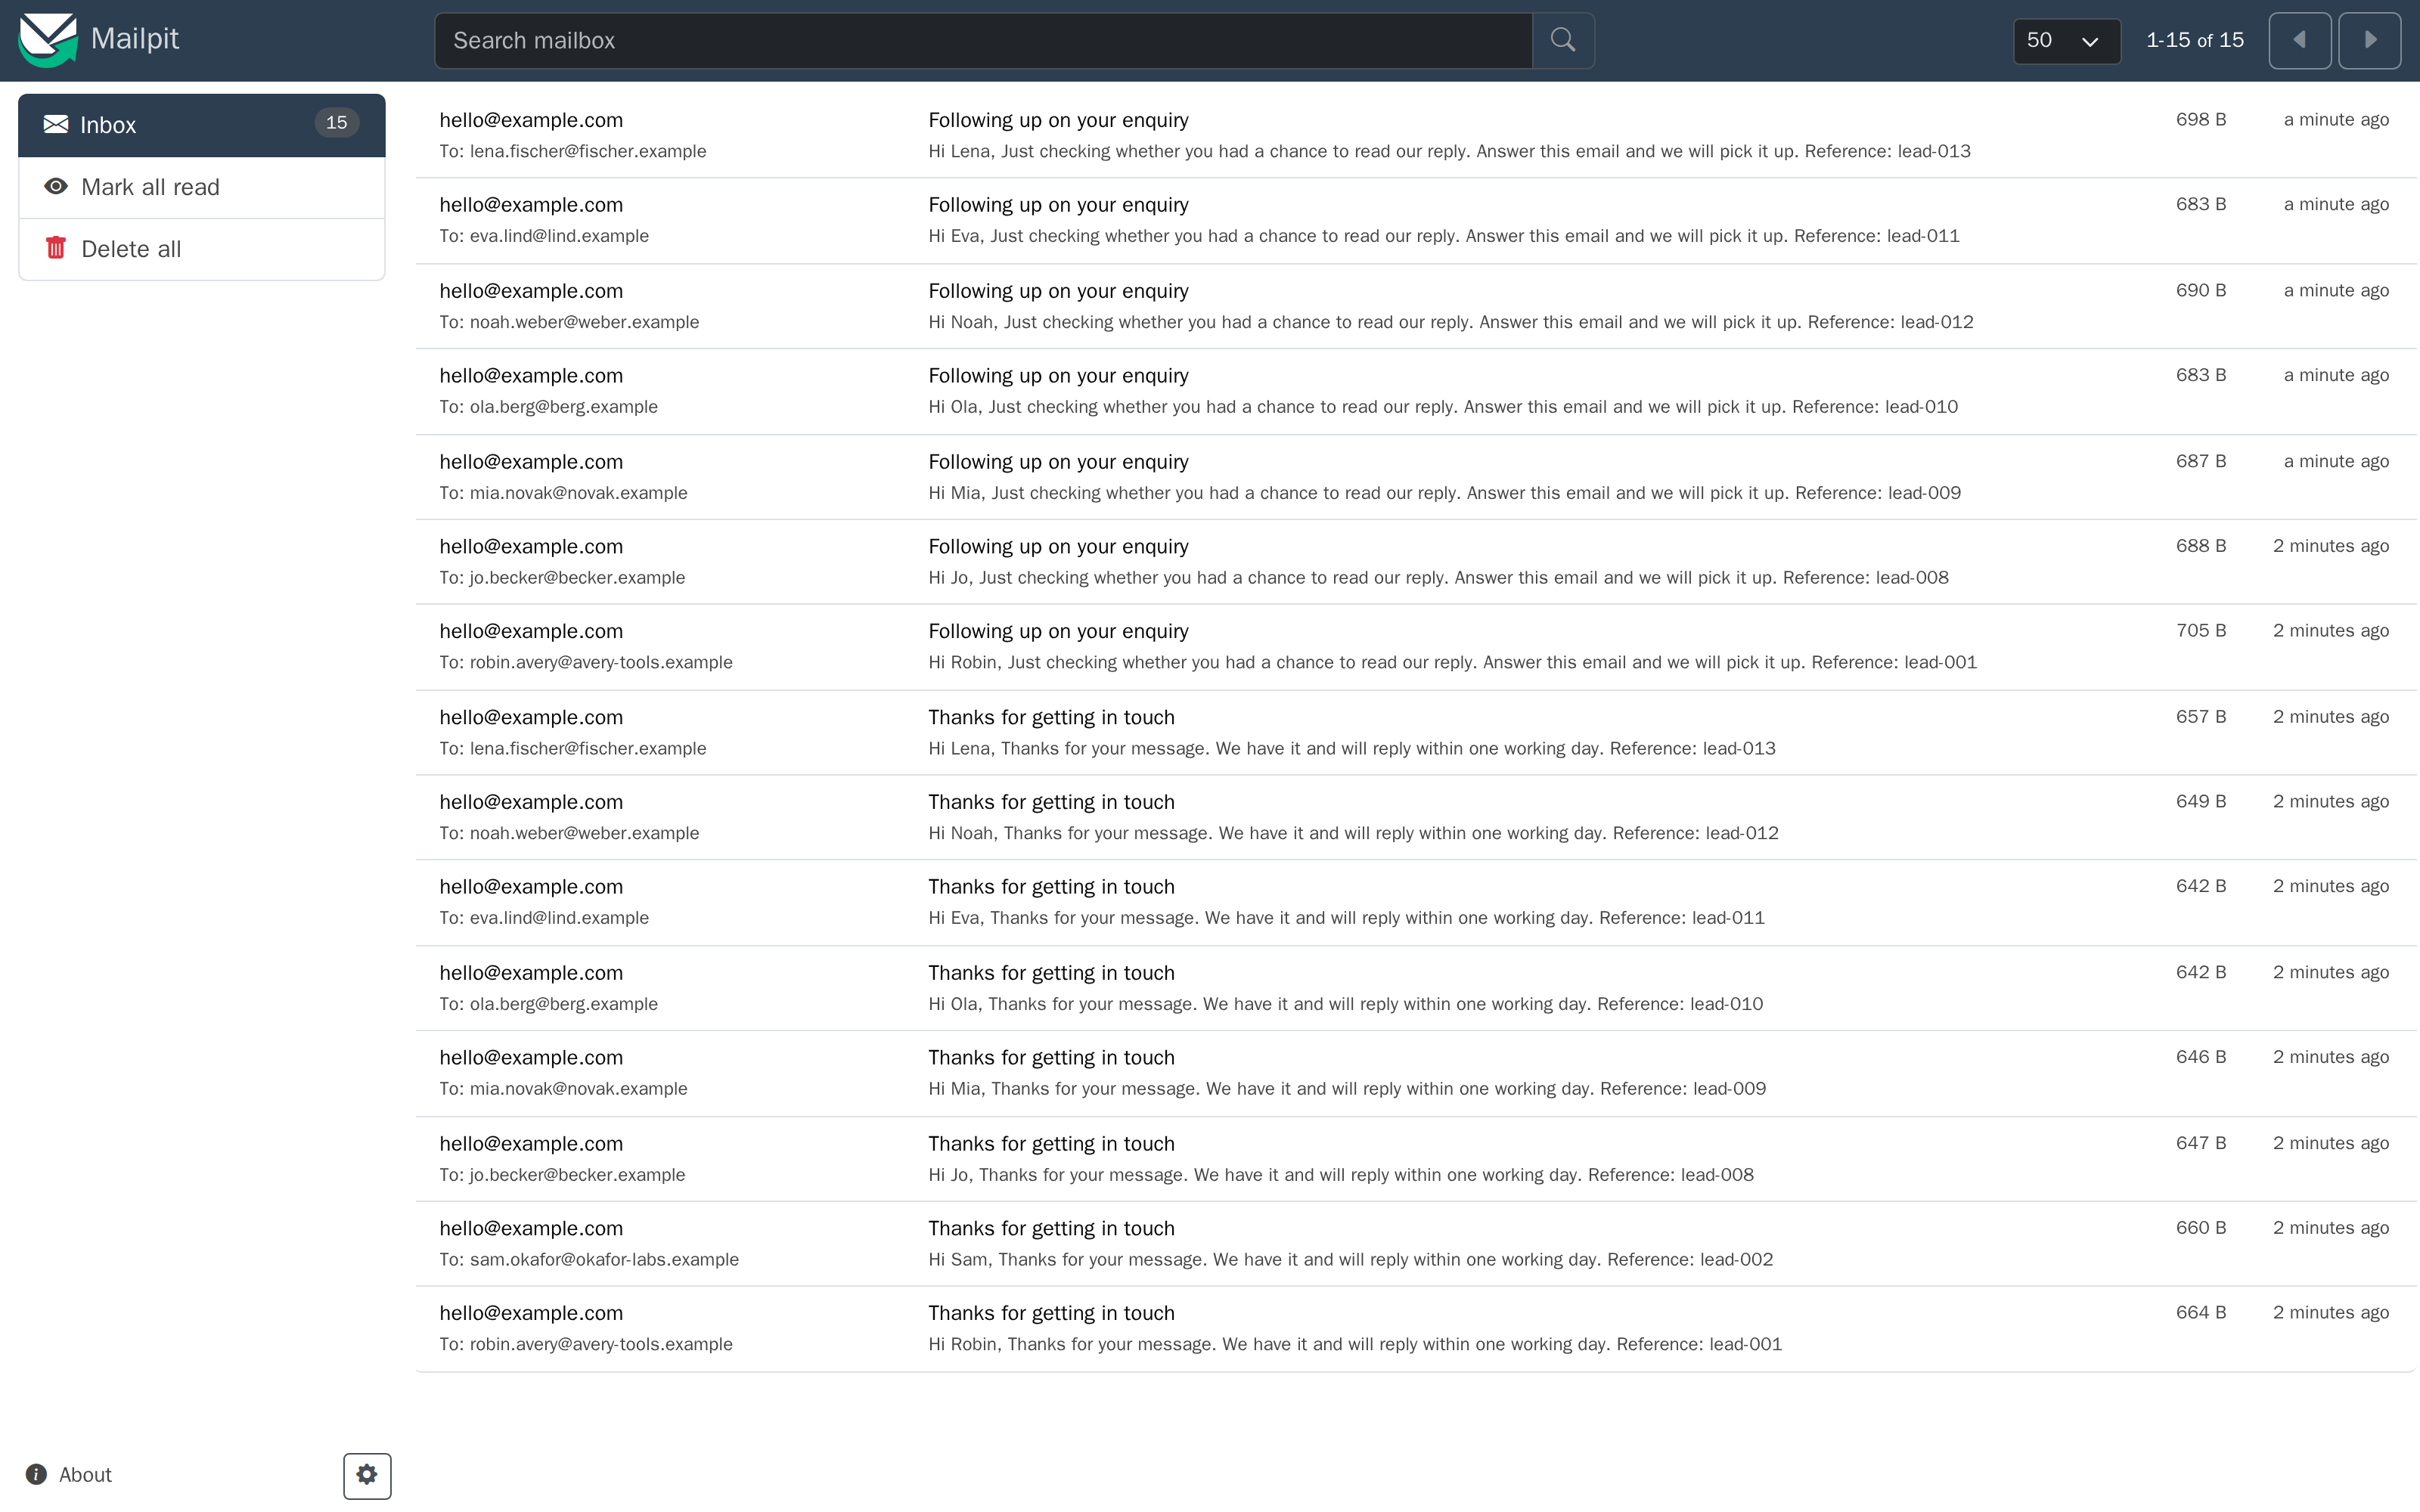 Mailpit
Search mailbox
50
1-15 of 15
Inbox 15
Mark all read
Delete all
hello@example.com Following up on your enquiry 698 B a minute ago
To: lena.fischer@fischer.example Hi Lena, Just checking whether you had a chance to read our reply. Answer this email and we will pick it up. Reference: lead-013
hello@example.com Following up on your enquiry 683 B a minute ago
To: eva.lind@lind.example Hi Eva, Just checking whether you had a chance to read our reply. Answer this email and we will pick it up. Reference: lead-011
hello@example.com Following up on your enquiry 690 B a minute ago
To: noah.weber@weber.example Hi Noah, Just checking whether you had a chance to read our reply. Answer this email and we will pick it up. Reference: lead-012
hello@example.com Following up on your enquiry 683 B a minute ago
To: ola.berg@berg.example Hi Ola, Just checking whether you had a chance to read our reply. Answer this email and we will pick it up. Reference: lead-010
hello@example.com Following up on your enquiry 687 B a minute ago
To: mia.novak@novak.example Hi Mia, Just checking whether you had a chance to read our reply. Answer this email and we will pick it up. Reference: lead-009
hello@example.com Following up on your enquiry 688 B 2 minutes ago
To: jo.becker@becker.example Hi Jo, Just checking whether you had a chance to read our reply. Answer this email and we will pick it up. Reference: lead-008
hello@example.com Following up on your enquiry 705 B 2 minutes ago
To: robin.avery@avery-tools.example Hi Robin, Just checking whether you had a chance to read our reply. Answer this email and we will pick it up. Reference: lead-001
hello@example.com Thanks for getting in touch 657 B 2 minutes ago
To: lena.fischer@fischer.example Hi Lena, Thanks for your message. We have it and will reply within one working day. Reference: lead-013
hello@example.com Thanks for getting in touch 649 B 2 minutes ago
To: noah.weber@weber.example Hi Noah, Thanks for your message. We have it and will reply within one working day. Reference: lead-012
hello@example.com Thanks for getting in touch 642 B 2 minutes ago
To: eva.lind@lind.example Hi Eva, Thanks for your message. We have it and will reply within one working day. Reference: lead-011
hello@example.com Thanks for getting in touch 642 B 2 minutes ago
To: ola.berg@berg.example Hi Ola, Thanks for your message. We have it and will reply within one working day. Reference: lead-010
hello@example.com Thanks for getting in touch 646 B 2 minutes ago
To: mia.novak@novak.example Hi Mia, Thanks for your message. We have it and will reply within one working day. Reference: lead-009
hello@example.com Thanks for getting in touch 647 B 2 minutes ago
To: jo.becker@becker.example Hi Jo, Thanks for your message. We have it and will reply within one working day. Reference: lead-008
hello@example.com Thanks for getting in touch 660 B 2 minutes ago
To: sam.okafor@okafor-labs.example Hi Sam, Thanks for your message. We have it and will reply within one working day. Reference: lead-002
hello@example.com Thanks for getting in touch 664 B 2 minutes ago
To: robin.avery@avery-tools.example Hi Robin, Thanks for your message. We have it and will reply within one working day. Reference: lead-001
About